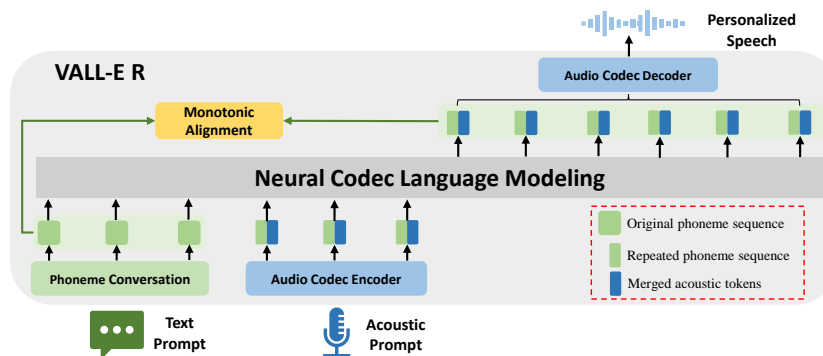 Personalized
Speech
VALL-E R
Audio Codec Decoder
Monotonic
Alignment
Neural Codec Language Modeling
Original phoneme sequence
Repeated phoneme sequence
Merged acoustic tokens
Phoneme Conversation
Audio Codec Encoder
Text
Prompt
Acoustic
Prompt